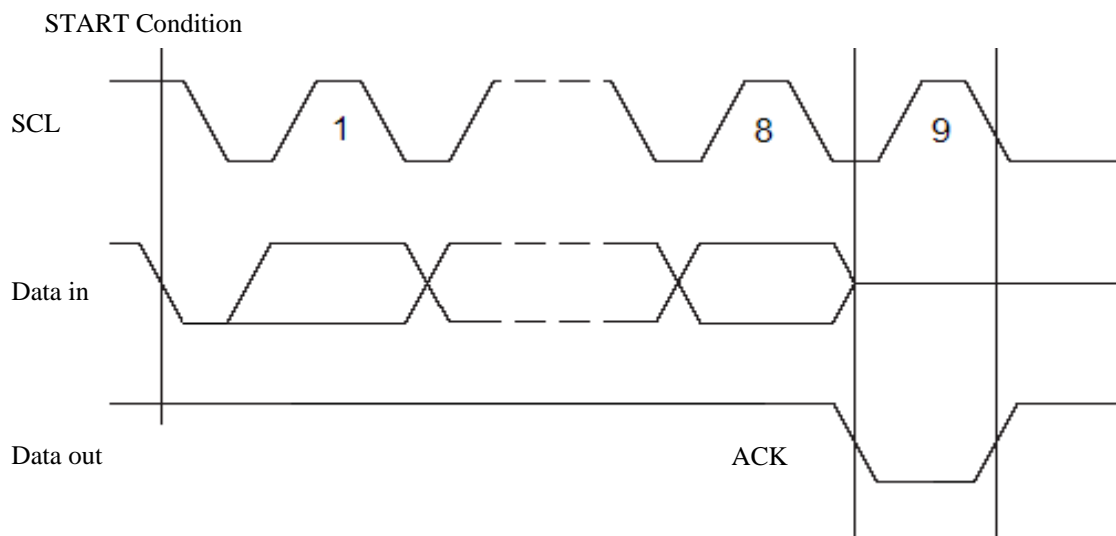 START Condition
SCL
1
8
9
Data in
Data out
ACK